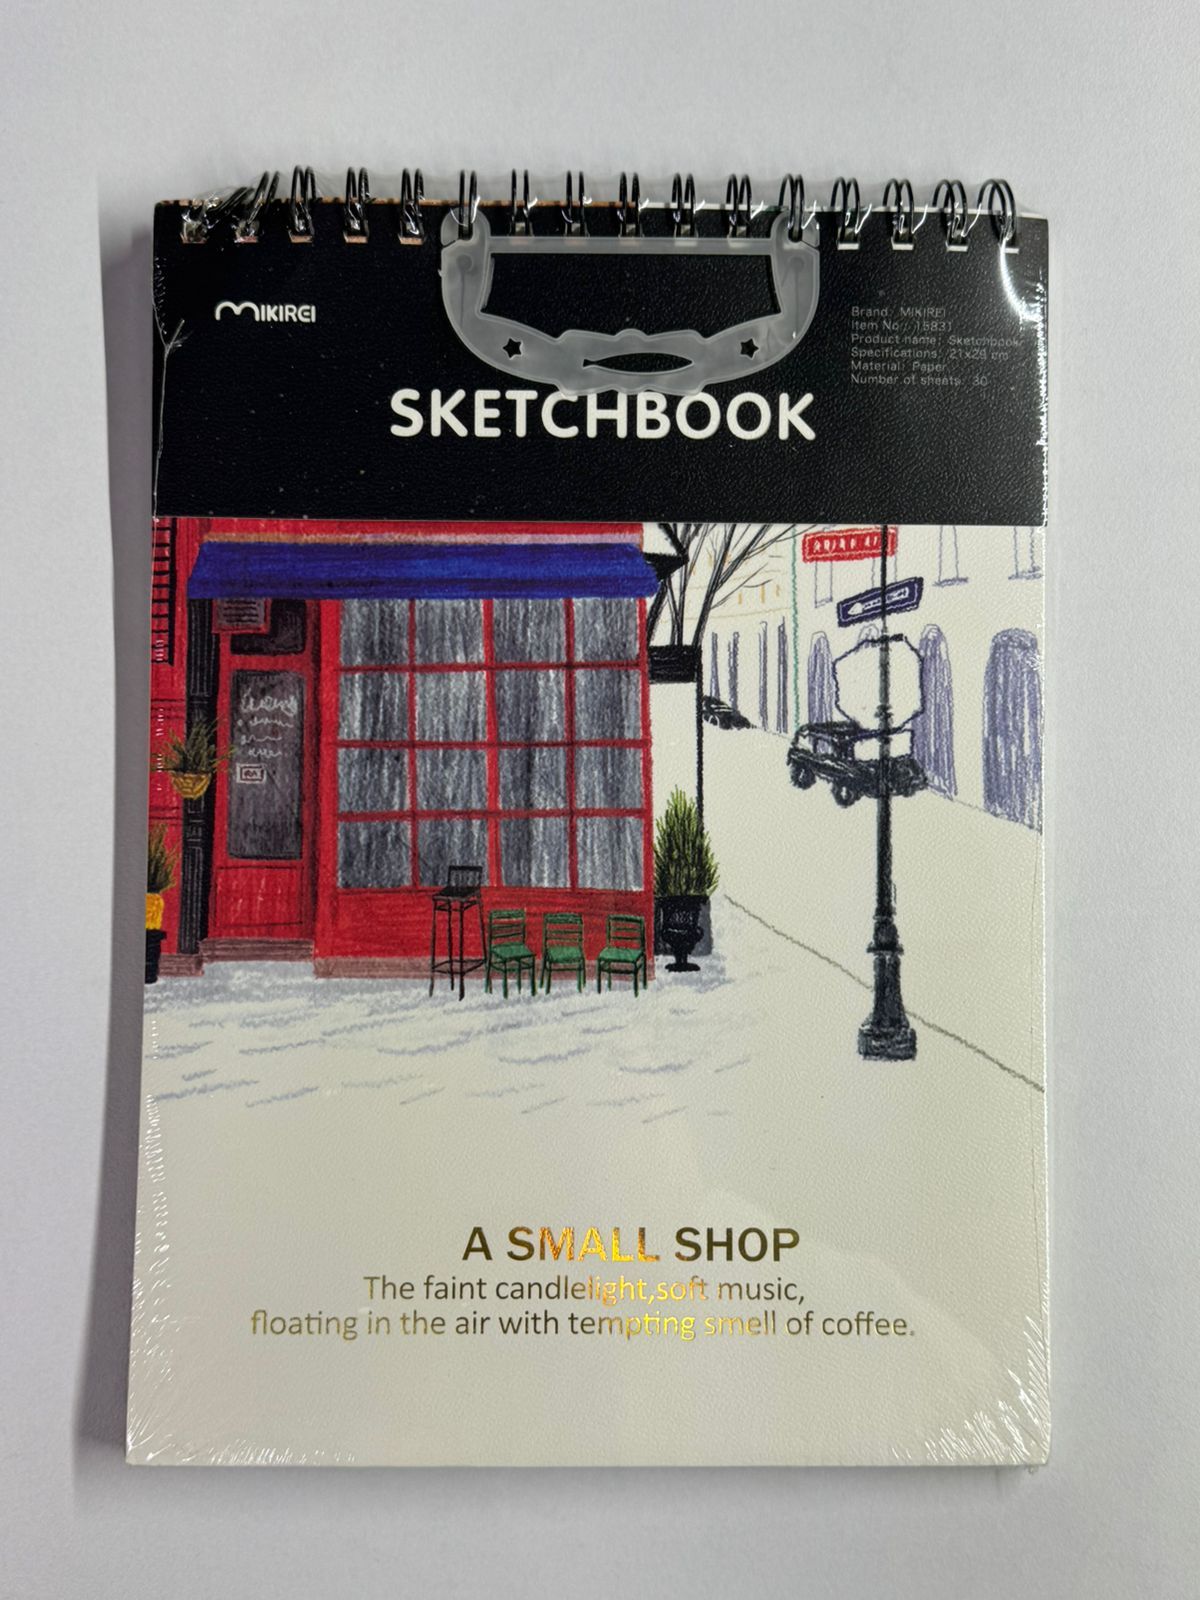 MIKIREI
Brand: MIKIREI
Item No.: 15831
Product name: Sketchbook
Specifications: 21x29 cm
Material: Paper
Number of sheets: 30
SKETCHBOOK
A SMALL SHOP
The faint candlelight,soft music,
floating in the air with tempting smell of coffee.